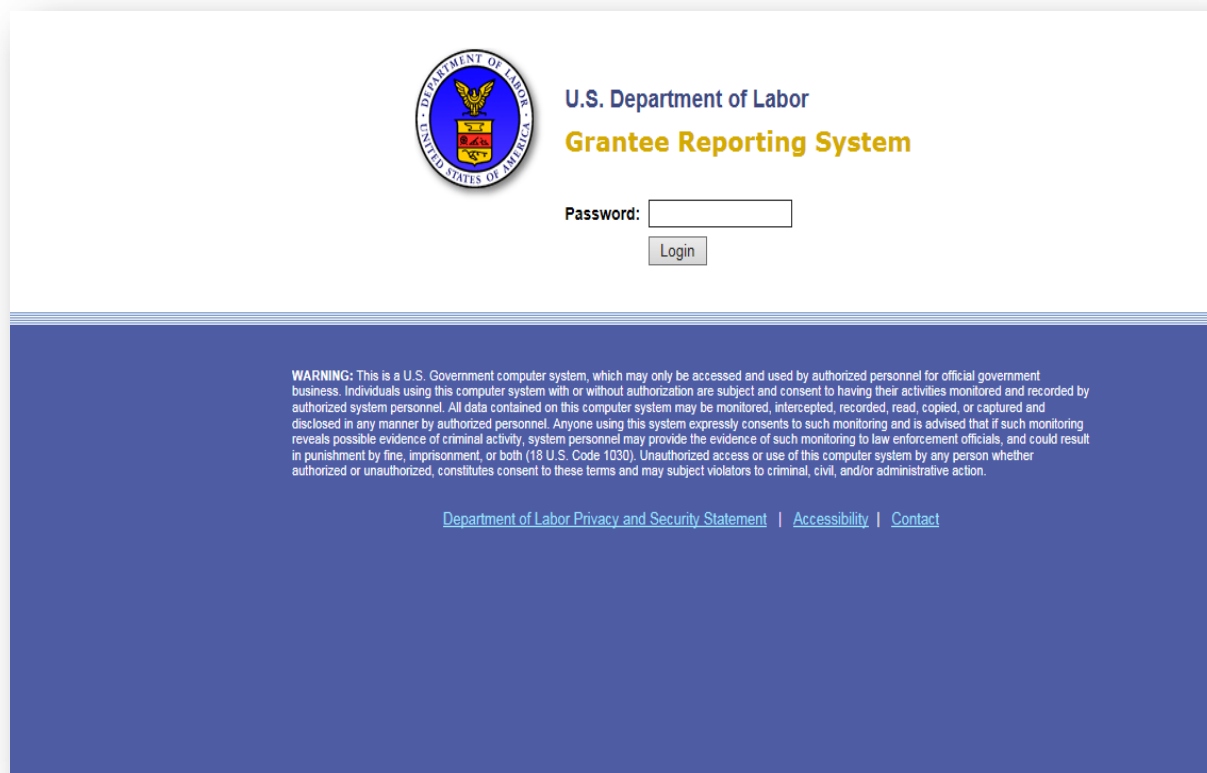 DEPARTMENT OF LABOR
UNITED STATES OF AMERICA
U.S. Department of Labor
Grantee Reporting System
Password:
Login
WARNING: This is a U.S. Government computer system, which may only be accessed and used by authorized personnel for official government
business. Individuals using this computer system with or without authorization are subject and consent to having their activities monitored and recorded by
authorized system personnel. All data contained on this computer system may be monitored, intercepted, recorded, read, copied, or captured and
disclosed in any manner by authorized personnel. Anyone using this system expressly consents to such monitoring and is advised that if such monitoring
reveals possible evidence of criminal activity, system personnel may provide the evidence of such monitoring to law enforcement officials, and could result
in punishment by fine, imprisonment, or both (18 U.S. Code 1030). Unauthorized access or use of this computer system by any person whether
authorized or unauthorized, constitutes consent to these terms and may subject violators to criminal, civil, and/or administrative action.
Department of Labor Privacy and Security Statement | Accessibility | Contact